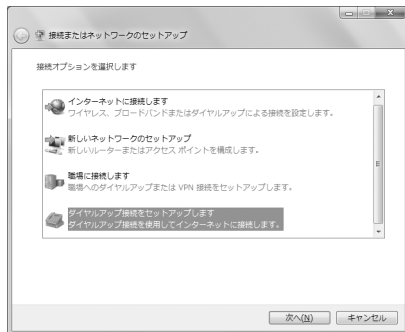 接続またはネットワークのセットアップ
接続オプションを選択します
インターネットに接続します
ワイヤレス、ブロードバンドまたはダイヤルアップによる接続を設定します。
新しいネットワークのセットアップ
新しいルーターまたはアクセス ポイントを構成します。
職場に接続します
職場へのダイヤルアップまたは VPN 接続をセットアップします。
ダイヤルアップ接続をセットアップします
ダイヤルアップ接続を使用してインターネットに接続します。
次へ(N)
キャンセル